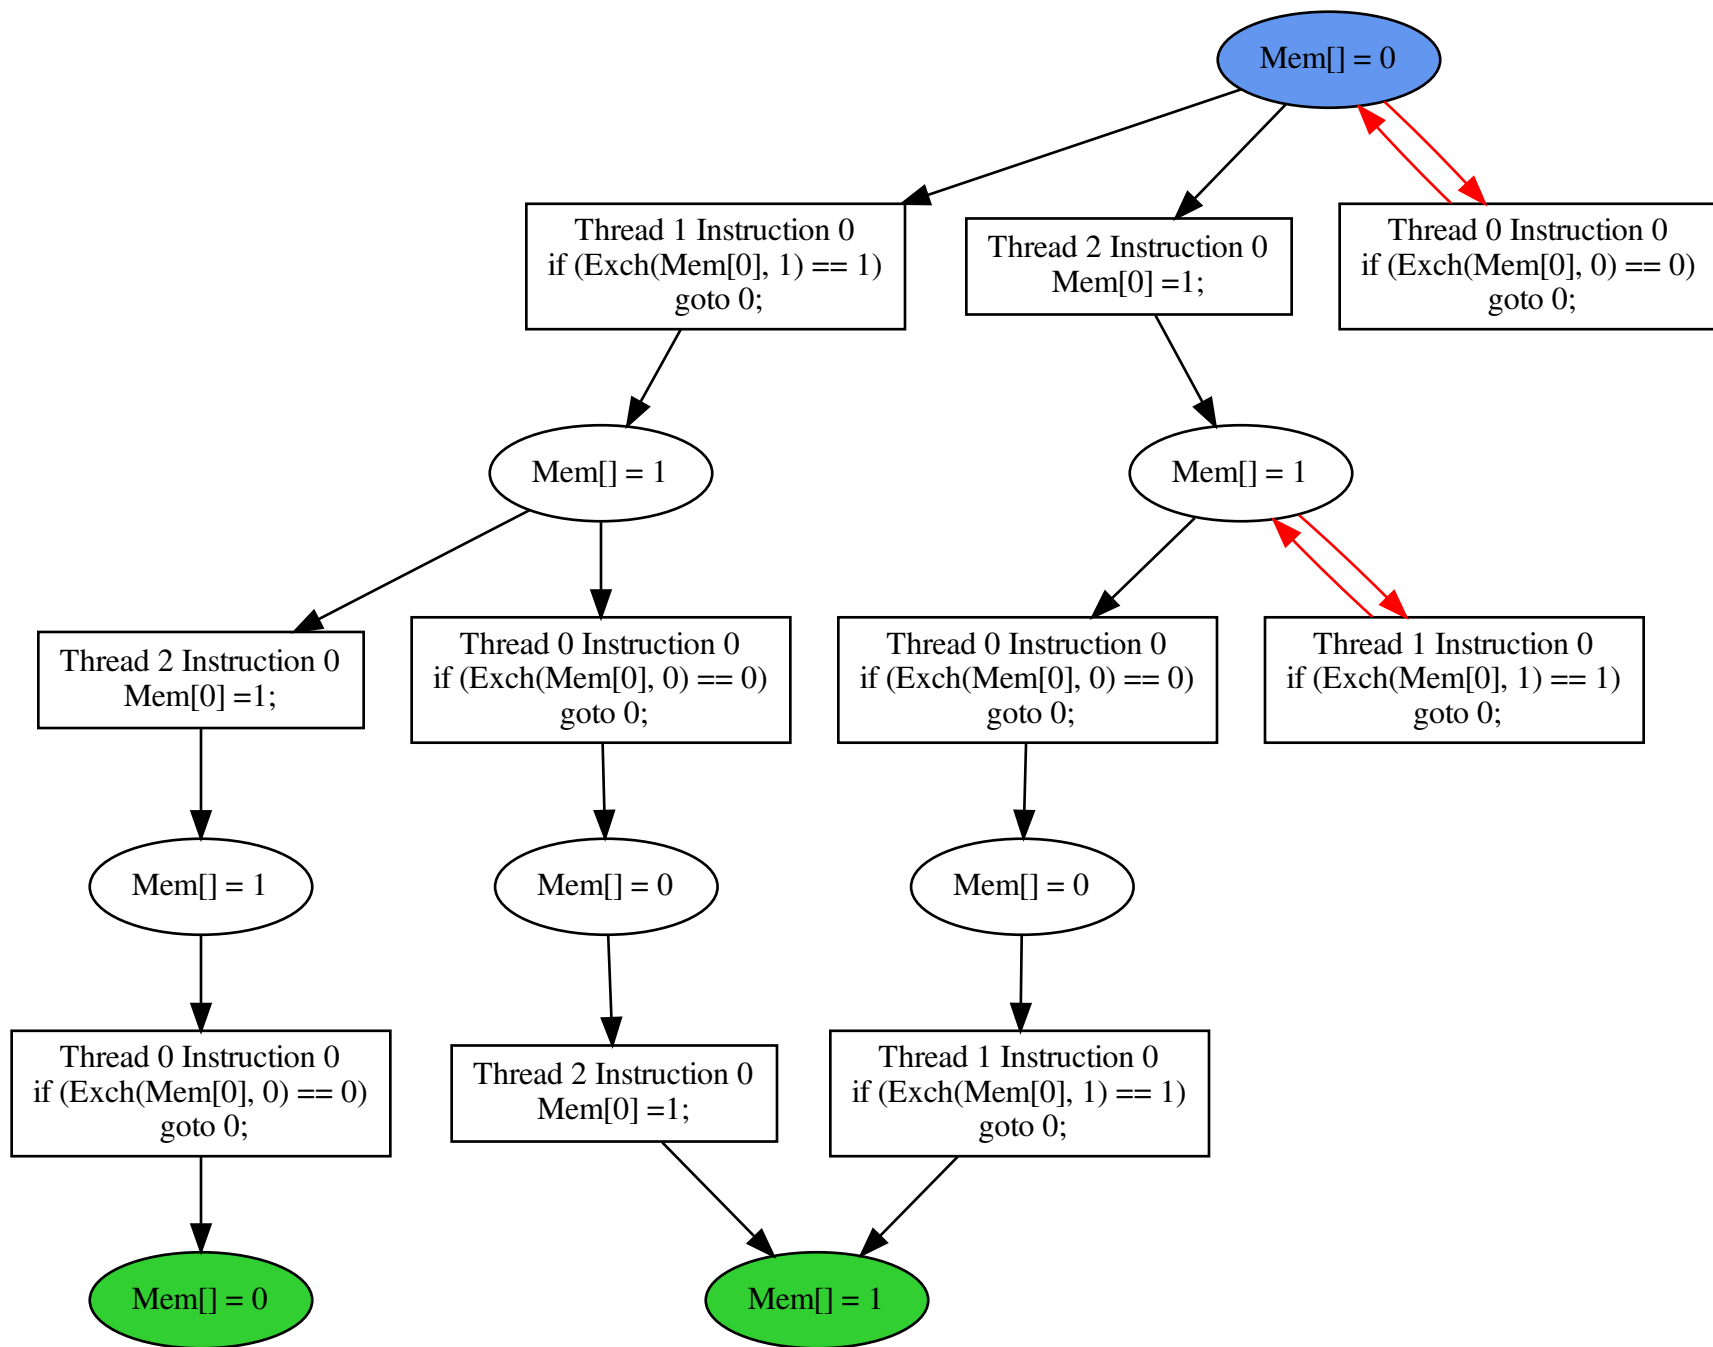 Mem[] = 0
Thread 1 Instruction 0
if (Exch(Mem[0], 1) == 1)
goto 0;
Thread 2 Instruction 0
Mem[0] =1;
Thread 0 Instruction 0
if (Exch(Mem[0], 0) == 0)
goto 0;
Mem[] = 1
Mem[] = 1
Thread 2 Instruction 0
Mem[0] =1;
Thread 0 Instruction 0
if (Exch(Mem[0], 0) == 0)
goto 0;
Thread 0 Instruction 0
if (Exch(Mem[0], 0) == 0)
goto 0;
Thread 1 Instruction 0
if (Exch(Mem[0], 1) == 1)
goto 0;
Mem[] = 1
Mem[] = 0
Mem[] = 0
Thread 0 Instruction 0
if (Exch(Mem[0], 0) == 0)
goto 0;
Thread 2 Instruction 0
Mem[0] =1;
Thread 1 Instruction 0
if (Exch(Mem[0], 1) == 1)
goto 0;
Mem[] = 0
Mem[] = 1